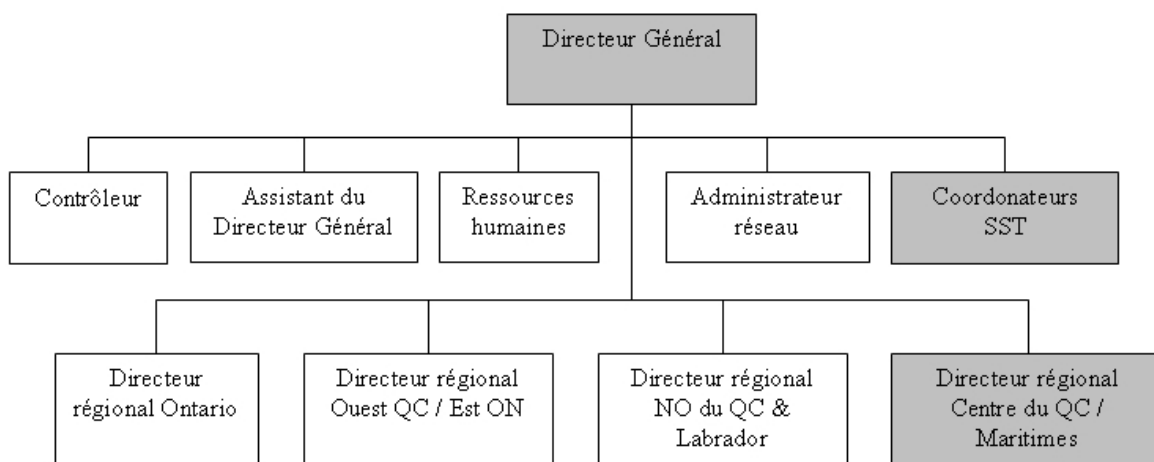 Directeur Général
Contrôleur
Assistant du
Directeur Général
Ressources
humaines
Administrateur
réseau
Coordonateurs
SST
Directeur
régional Ontario
Directeur régional
Ouest QC / Est ON
Directeur régional
NO du QC &
Labrador
Directeur régional
Centre du QC /
Maritimes